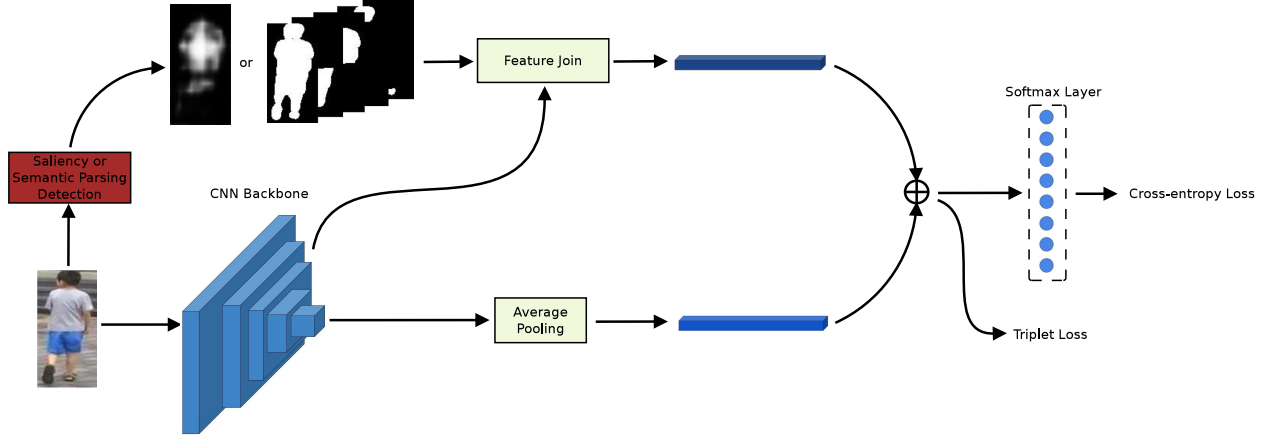 or
Feature Join
Softmax Layer
Saliency or
Semantic Parsing
Detection
CNN Backbone
Cross-entropy Loss
Average
Pooling
Triplet Loss